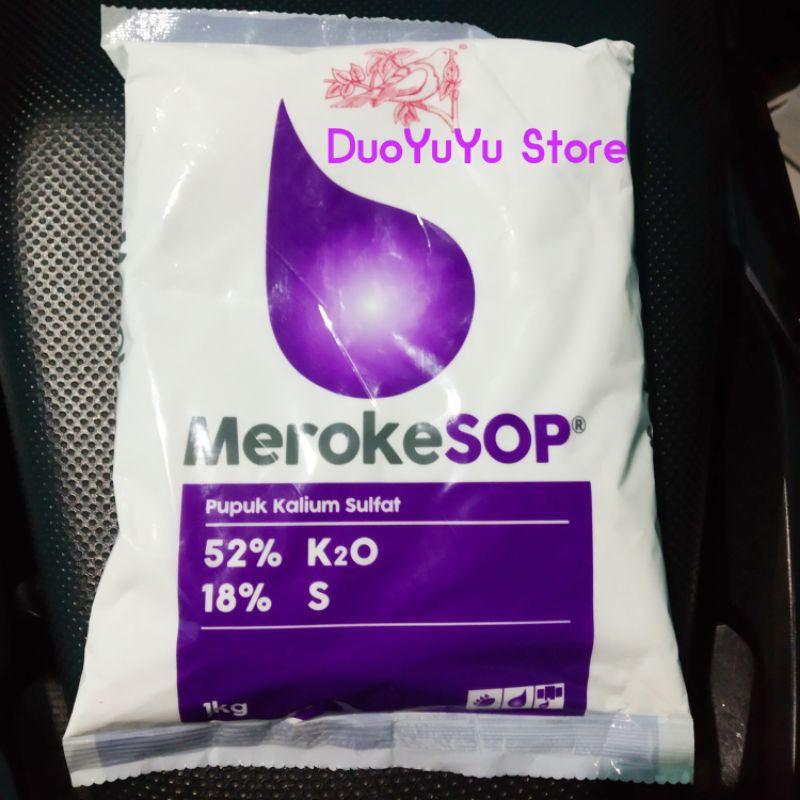 DuoYuYu Store
MerokeSOP®
Pupuk Kalium Sulfat
52% K₂O
18% S
1kg